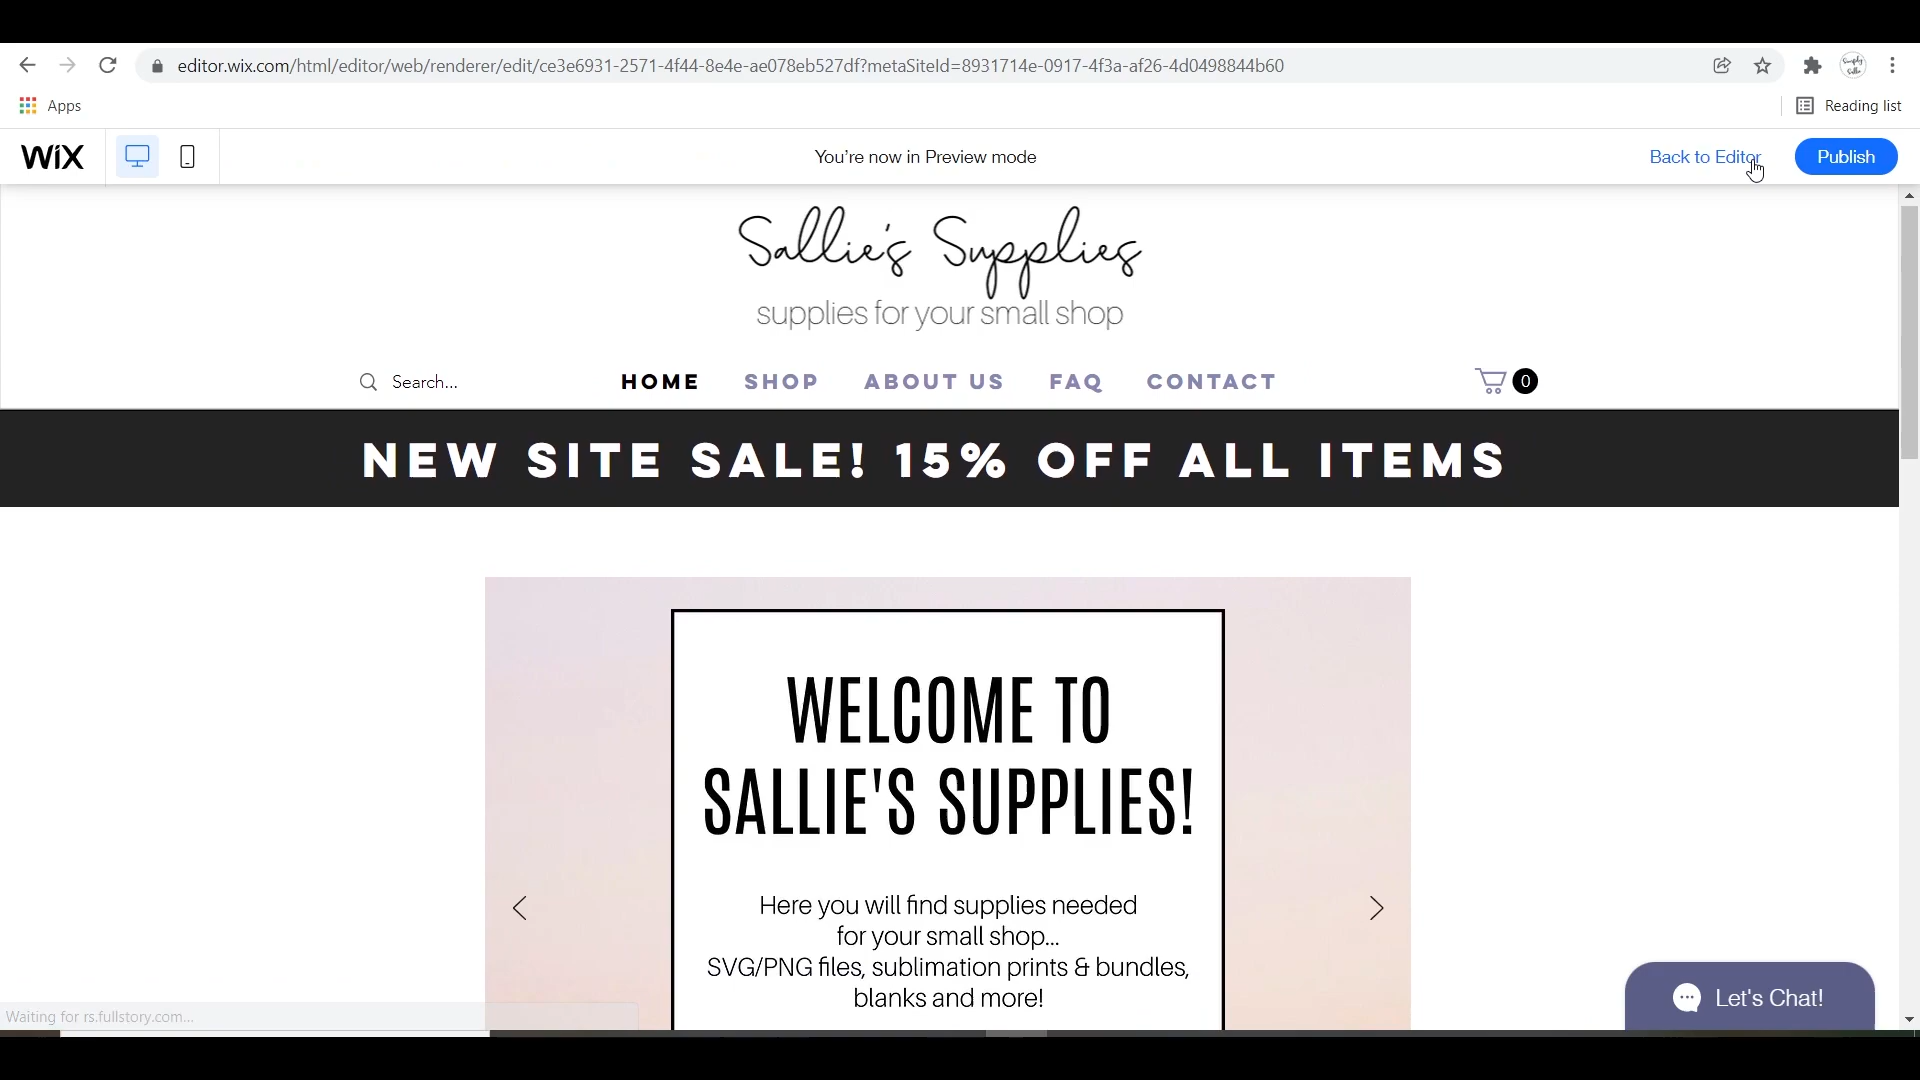 editor.wix.com/html/editor/web/renderer/edit/ce3e6931-2571-4f44-8e4e-ae078eb527df?metaSiteId=8931714e-0917-4f3a-af26-4d0498844b60
Apps
Reading list
WiX
You're now in Preview mode
Back to Editor
Publish
Sallie's Supplies
supplies for your small shop
Search...
HOME SHOP ABOUT US FAQ CONTACT
0
NEW SITE SALE! 15% OFF ALL ITEMS
WELCOME TO
SALLIE'S SUPPLIES!
Here you will find supplies needed
for your small shop...
SVG/PNG files, sublimation prints & bundles,
blanks and more!
Let's Chat!
Waiting for rs.fullstory.com...